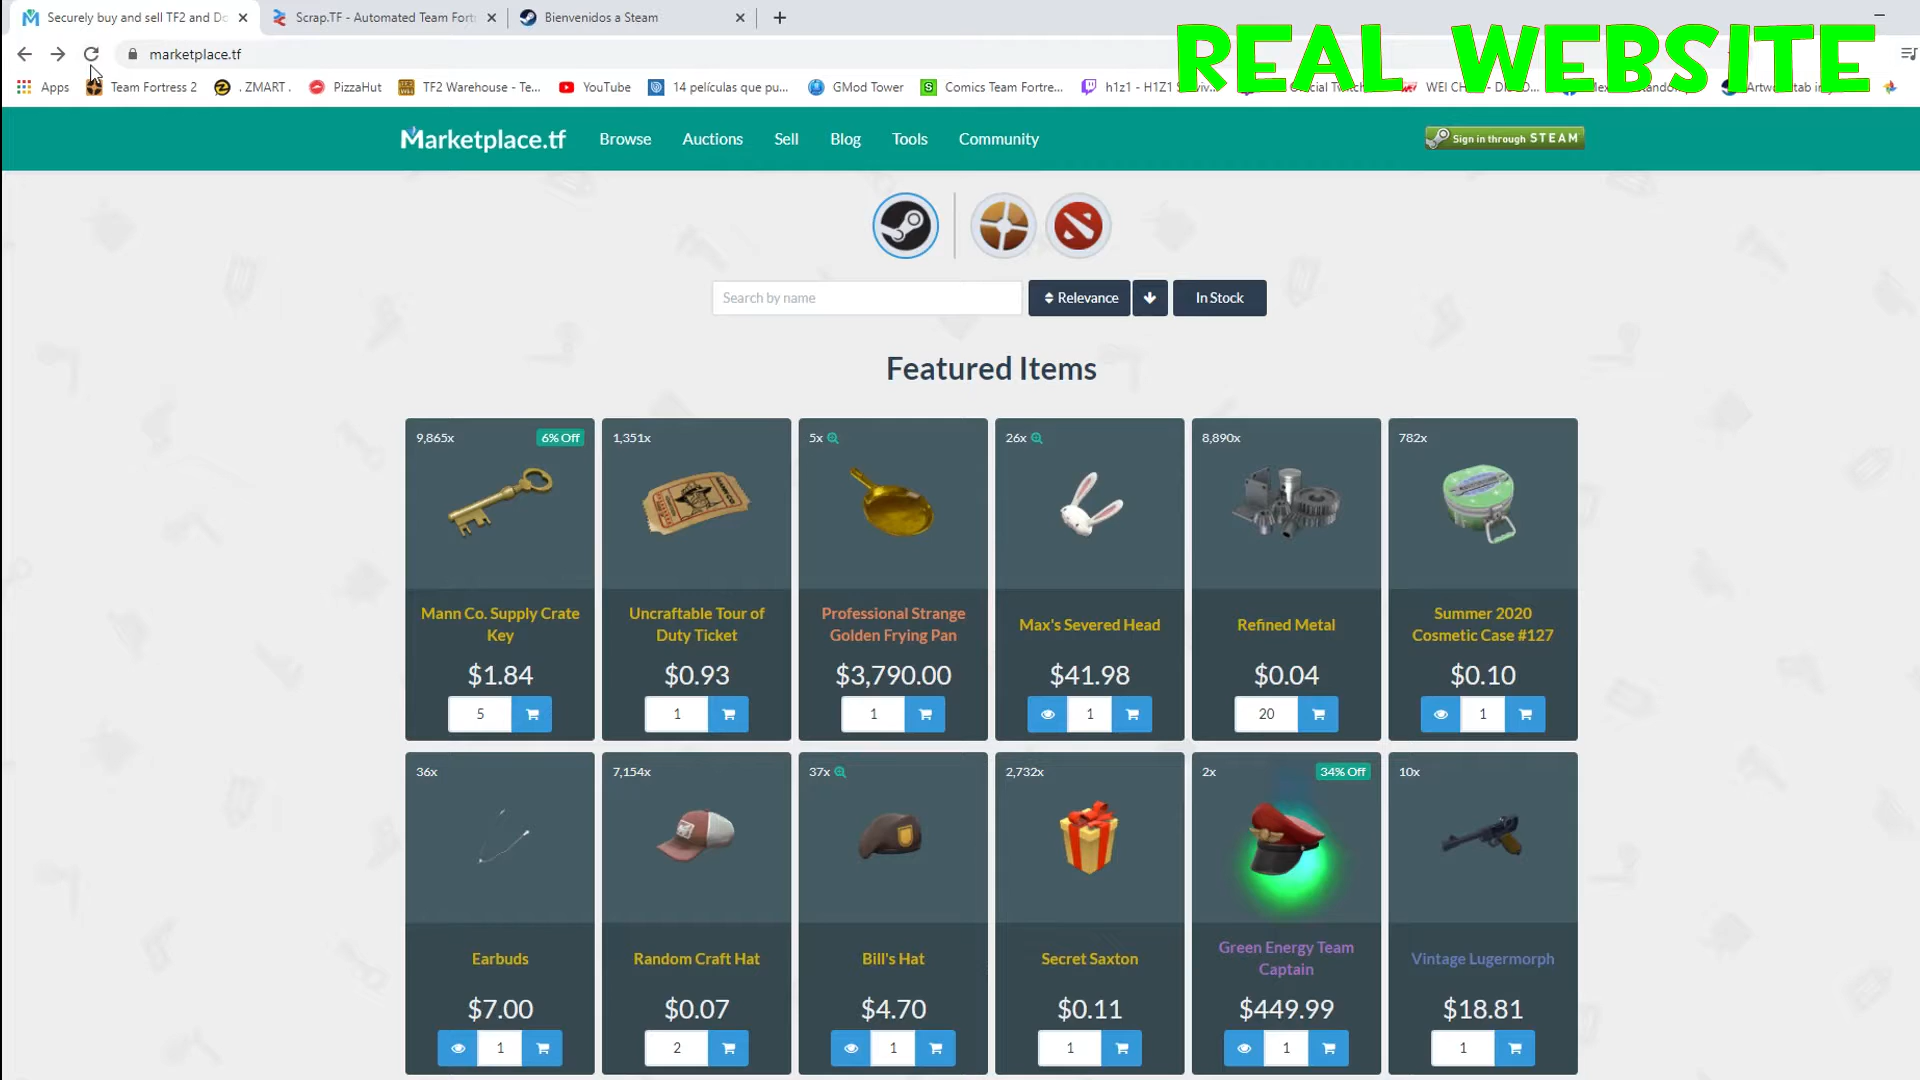 Securely buy and sell TF2 and Do
Scrap.TF - Automated Team Fort
Bienvenidos a Steam
REAL WEBSITE
marketplace.tf
Apps
Team Fortress 2
. ZMART .
PizzaHut
TF2 Warehouse - Te...
YouTube
14 películas que pu...
GMod Tower
Comics Team Fortre...
Marketplace.tf
Browse
Auctions
Sell
Blog
Tools
Community
Sign in through STEAM
Search by name
Relevance
In Stock
Featured Items
9,865x
6% Off
1,351x
5x
26x
8,890x
782x
Mann Co. Supply Crate
Key
Uncraftable Tour of
Duty Ticket
Professional Strange
Golden Frying Pan
Max's Severed Head
Refined Metal
Summer 2020
Cosmetic Case #127
$1.84
$0.93
$3,790.00
$41.98
$0.04
$0.10
5
1
1
1
20
1
36x
7,154x
37x
2,732x
2x
34% Off
10x
Earbuds
Random Craft Hat
Bill's Hat
Secret Saxton
Green Energy Team
Captain
Vintage Lugermorph
$7.00
$0.07
$4.70
$0.11
$449.99
$18.81
1
2
1
1
1
1